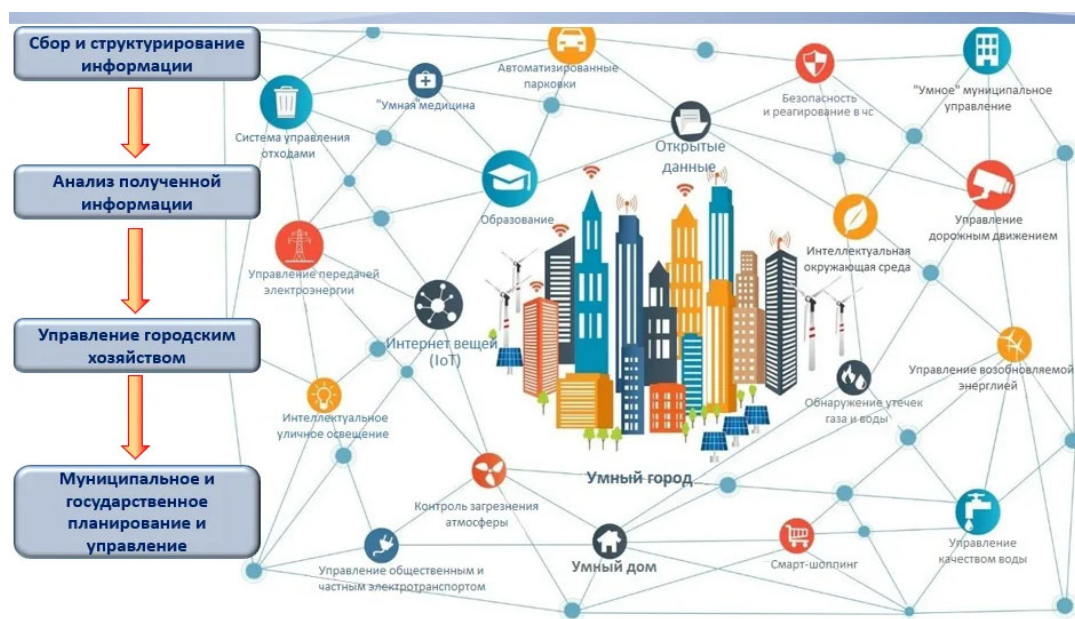 Сбор и структурирование
информации
Анализ полученной
информации
Управление городским
хозяйством
Муниципальное и
государственное
планирование и
управление
Автоматизированные
парковки
"Умная" медицина
Безопасность
и реагирование в чс
"Умное" муниципальное
управление
Система управления
отходами
Открытые
данные
Образование
Управление
дорожным движением
Интеллектуальная
окружающая среда
Управление передачей
электроэнергии
Интернет вещей
(IoT)
Управление возобновляемой
энерглией
Обнаружение утечек
газа и воды
Интеллектуальное
уличное освещение
Умный город
Контроль загрезнения
атмосферы
Управление
качеством воды
Смарт-шоппинг
Умный дом
Управление общественным и
частным электротранспортом